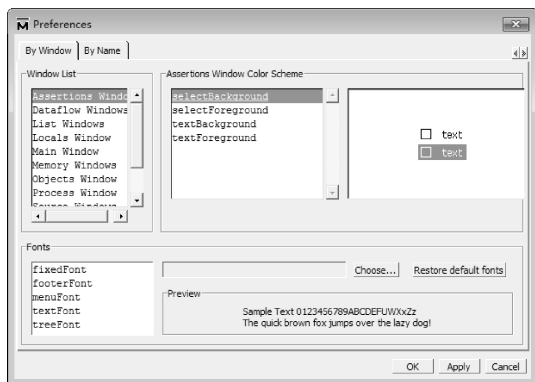 Preferences
By Window
By Name
Window List
Assertions Windo
Dataflow Windows
List Windows
Locals Window
Main Window
Memory Windows
Objects Window
Process Window
Source Windows
Assertions Window Color Scheme
selectBackground
selectForeground
textBackground
textForeground
text
text
Fonts
fixedFont
footerFont
menuFont
textFont
treeFont
Choose...
Restore default fonts
Preview
Sample Text 0123456789ABCDEFUWXxZz
The quick brown fox jumps over the lazy dog!
OK
Apply
Cancel